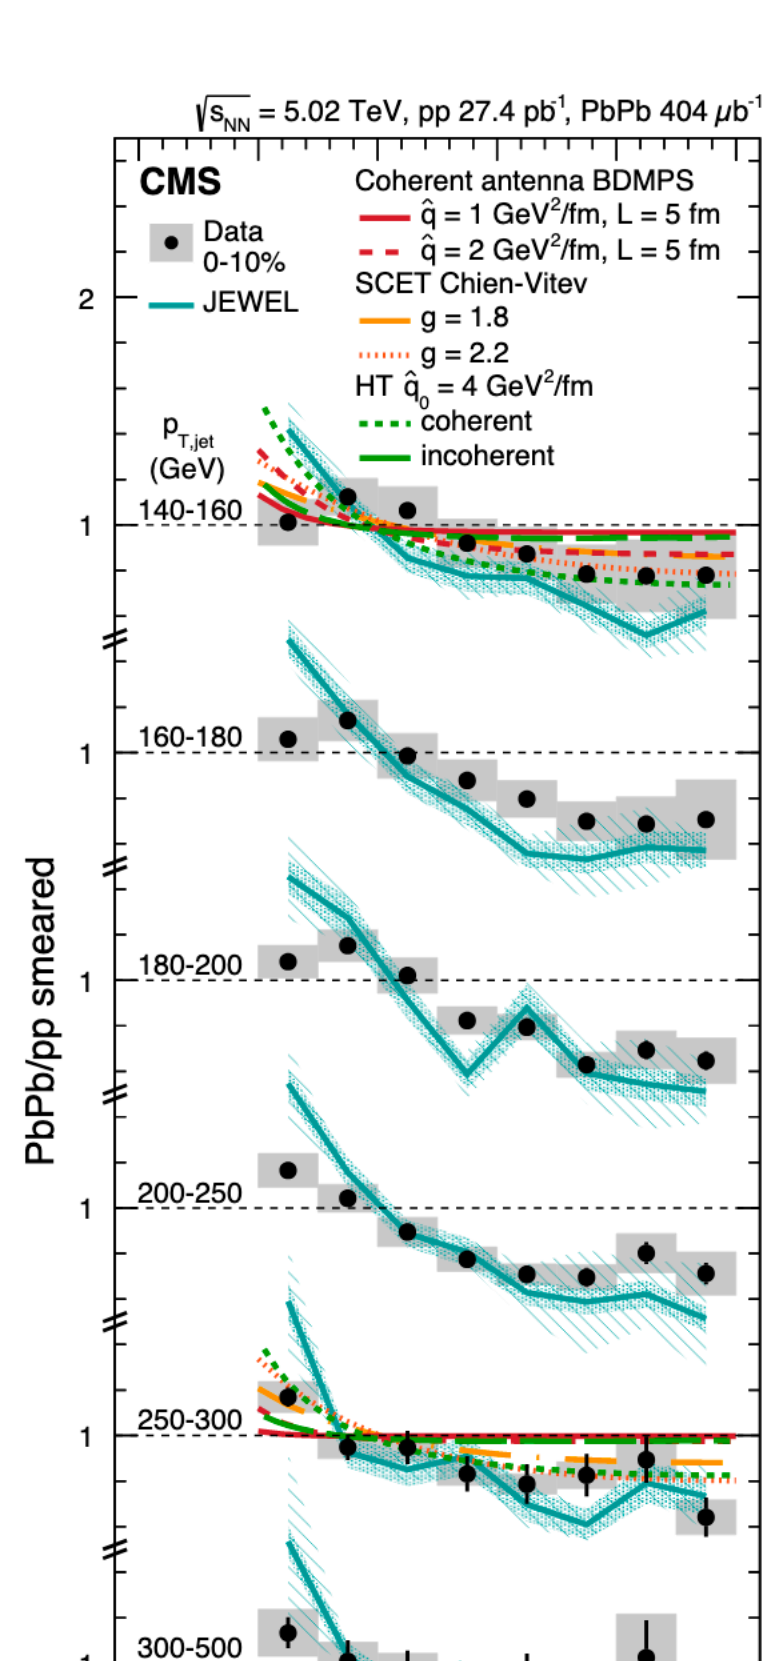 √s_NN = 5.02 TeV, pp 27.4 pb⁻¹, PbPb 404 μb⁻¹
CMS
Data
0-10%
JEWEL
Coherent antenna BDMPS
q̂ = 1 GeV²/fm, L = 5 fm
q̂ = 2 GeV²/fm, L = 5 fm
SCET Chien-Vitev
g = 1.8
g = 2.2
HT q̂₀ = 4 GeV²/fm
coherent
incoherent
2
p_T,jet
(GeV)
140-160
1
160-180
1
180-200
1
200-250
1
250-300
1
300-500
1
PbPb/pp smeared